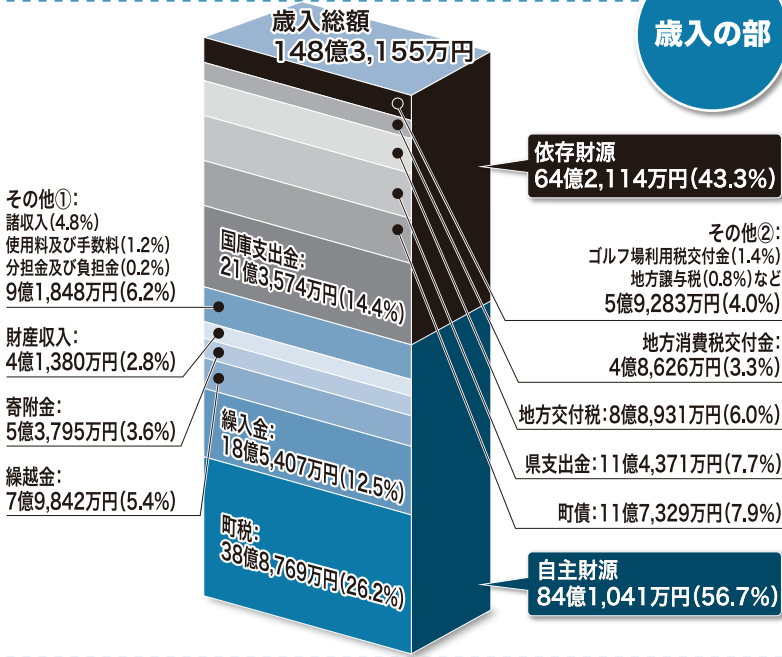 歳入の部
歳入総額
148億3,155万円
依存財源
64億2,114万円(43.3%)
その他②:
ゴルフ場利用税交付金(1.4%)
地方譲与税(0.8%)など
5億9,283万円(4.0%)
地方消費税交付金:
4億8,626万円(3.3%)
地方交付税:8億8,931万円(6.0%)
県支出金:11億4,371万円(7.7%)
町債:11億7,329万円(7.9%)
国庫支出金:
21億3,574万円(14.4%)
その他①:
諸収入(4.8%)
使用料及び手数料(1.2%)
分担金及び負担金(0.2%)
9億1,848万円(6.2%)
財産収入:
4億1,380万円(2.8%)
寄附金:
5億3,795万円(3.6%)
繰越金:
7億9,842万円(5.4%)
繰入金:
18億5,407万円(12.5%)
町税:
38億8,769万円(26.2%)
自主財源
84億1,041万円(56.7%)